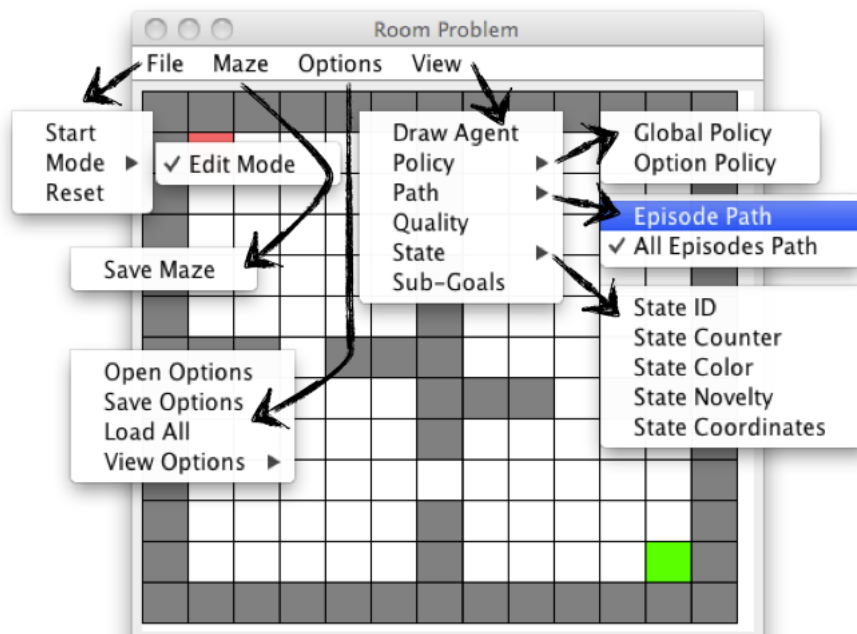 Room Problem
File Maze Options View
Start
Mode
Reset
✓ Edit Mode
Save Maze
Open Options
Save Options
Load All
View Options
Draw Agent
Policy
Path
Quality
State
Sub-Goals
Global Policy
Option Policy
Episode Path
✓ All Episodes Path
State ID
State Counter
State Color
State Novelty
State Coordinates